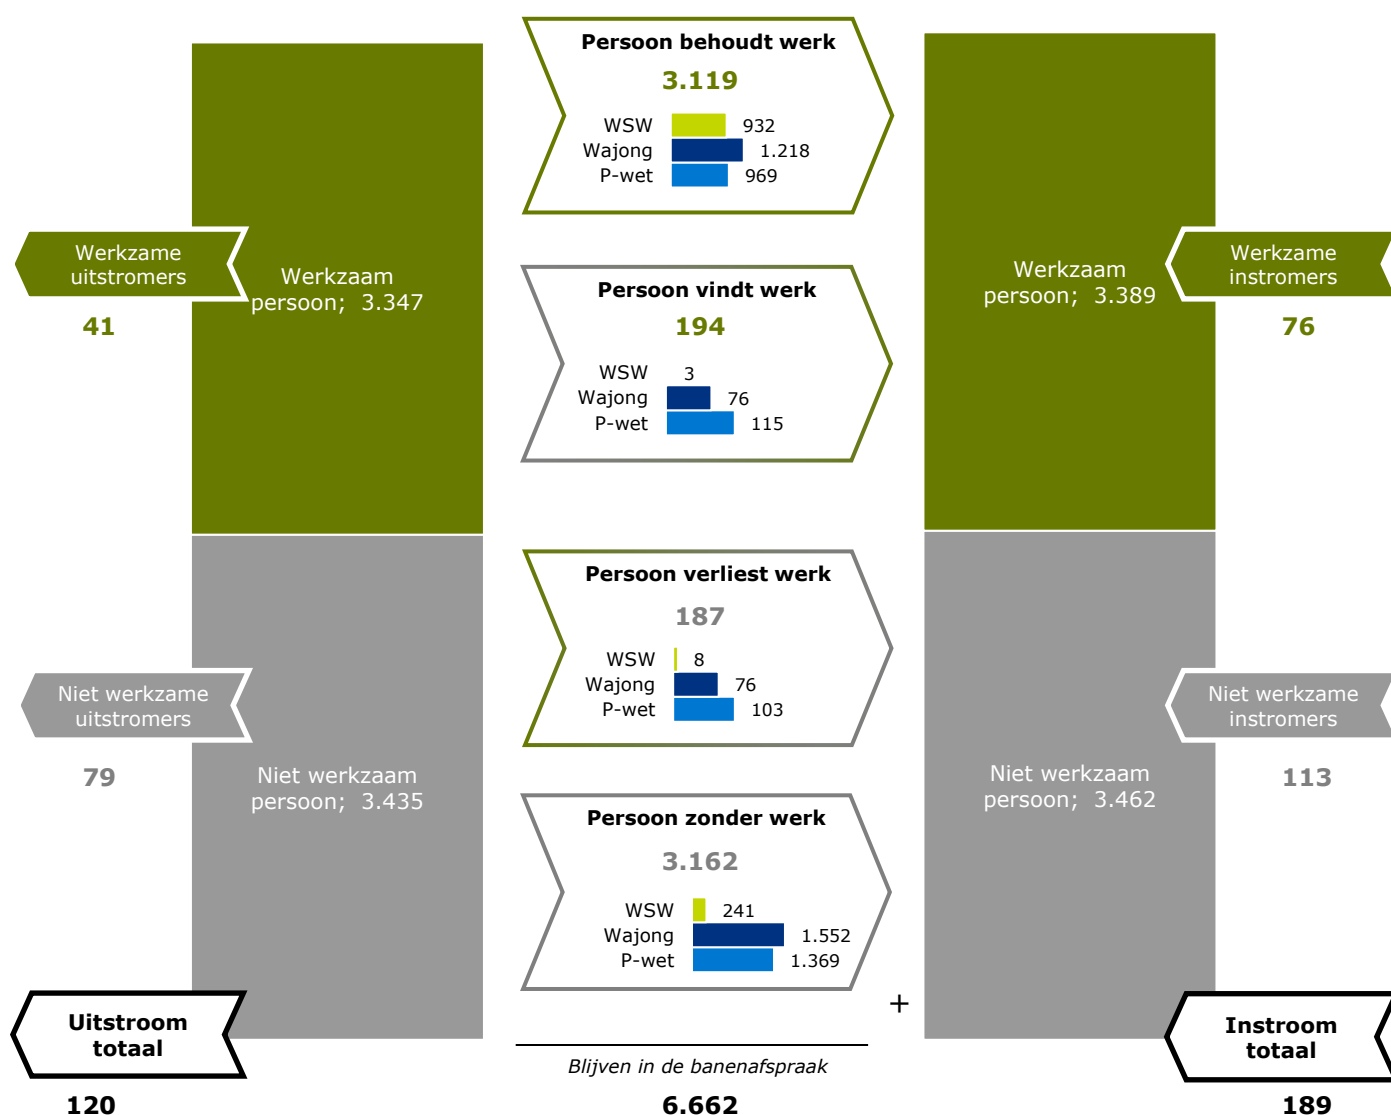 Persoon behoudt werk
3.119
WSW 932
Wajong 1.218
P-wet 969
Werkzame
uitstromers
41
Werkzaam
persoon; 3.347
Persoon vindt werk
194
WSW 3
Wajong 76
P-wet 115
Werkzaam
persoon; 3.389
Werkzame
instromers
76
Persoon verliest werk
187
WSW 8
Wajong 76
P-wet 103
Niet werkzame
uitstromers
79
Niet werkzaam
persoon; 3.435
Niet werkzaam
persoon; 3.462
Niet werkzame
instromers
113
Persoon zonder werk
3.162
WSW 241
Wajong 1.552
P-wet 1.369
+
Uitstroom
totaal
120
Blijven in de banenafspraak
6.662
Instroom
totaal
189